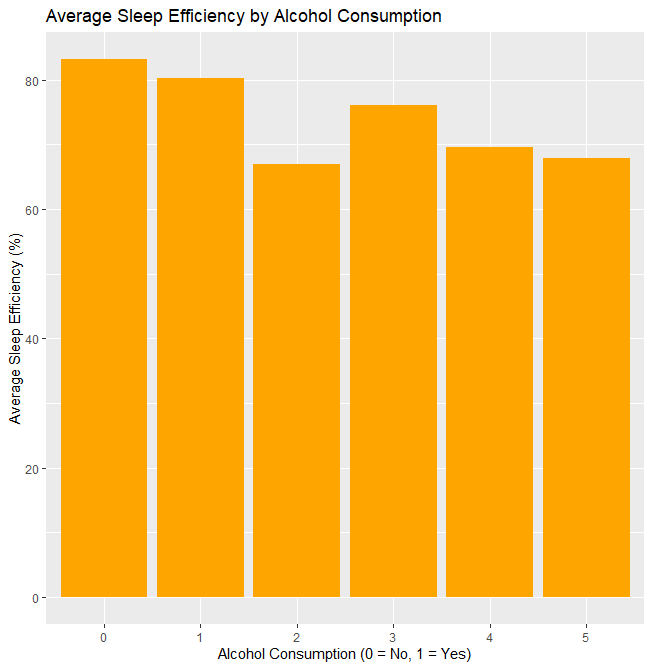 Average Sleep Efficiency by Alcohol Consumption
Average Sleep Efficiency (%)
80
60
40
20
0
0 1 2 3 4 5
Alcohol Consumption (0 = No, 1 = Yes)